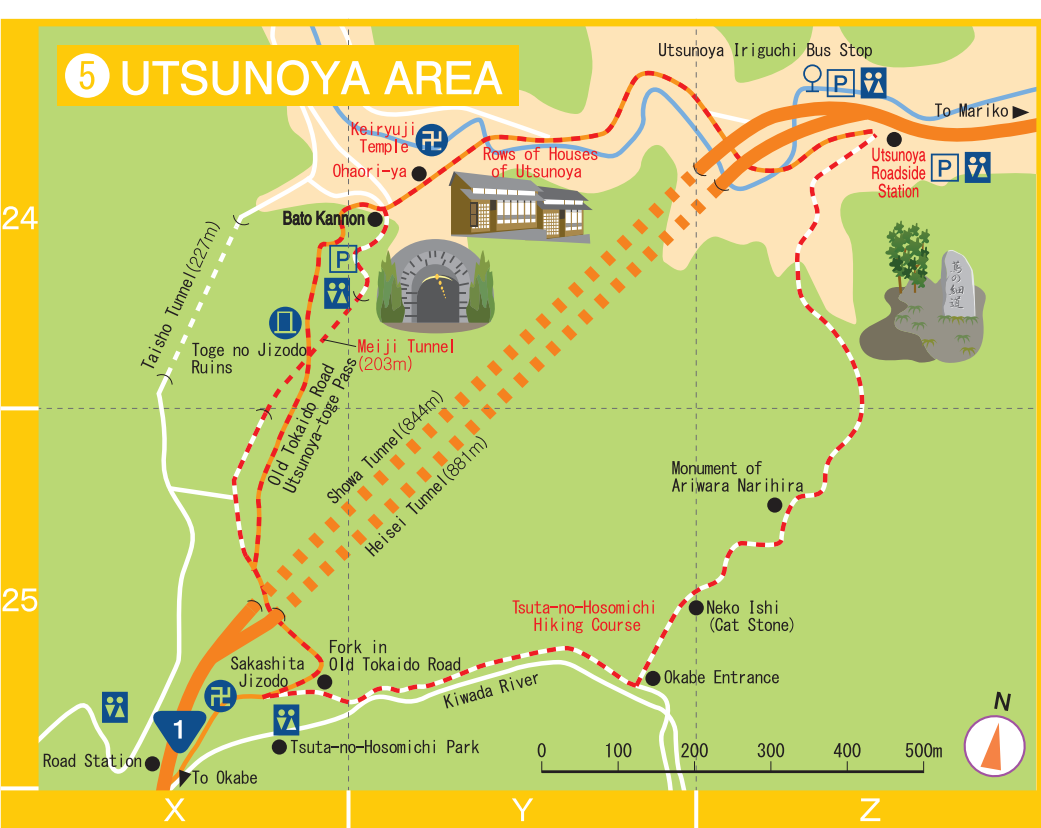 5 UTSUNOYA AREA
Utsunoya Iriguchi Bus Stop
P
To Mariko
Keiryuji
Temple
Ohaori-ya
Rows of Houses
of Utsunoya
Utsunoya
Roadside
Station
P
24
Bato Kannon
P
Taisho Tunnel(227m)
蔦の細道
Toge no Jizodo
Ruins
Meiji Tunnel
(203m)
Old Tokaido Road
Utsunoya-toge Pass
Showa Tunnel(844m)
Heisei Tunnel(881m)
Monument of
Ariwara Narihira
25
Tsuta-no-Hosomichi
Hiking Course
Neko Ishi
(Cat Stone)
Fork in
Old Tokaido Road
Sakashita
Jizodo
Okabe Entrance
Kiwada River
N
1
Tsuta-no-Hosomichi Park
Road Station
To Okabe
0 100 200 300 400 500m
X Y Z